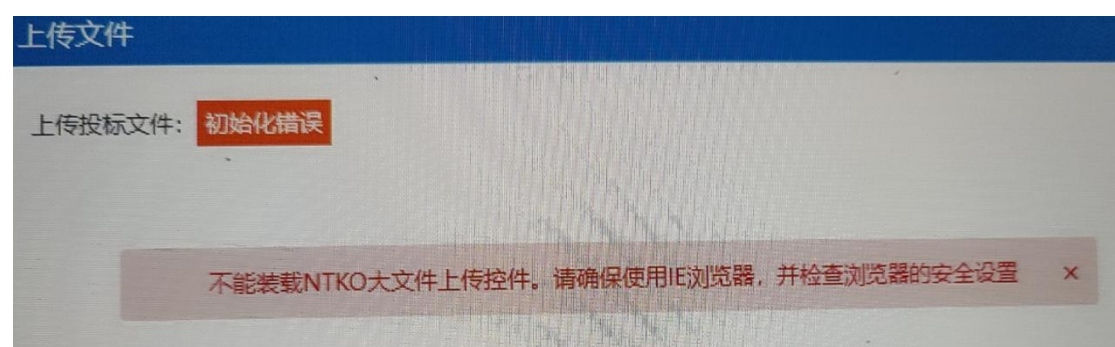 上传文件
上传投标文件: 初始化错误
不能装载NTKO大文件上传控件。请确保使用IE浏览器,并检查浏览器的安全设置 ×